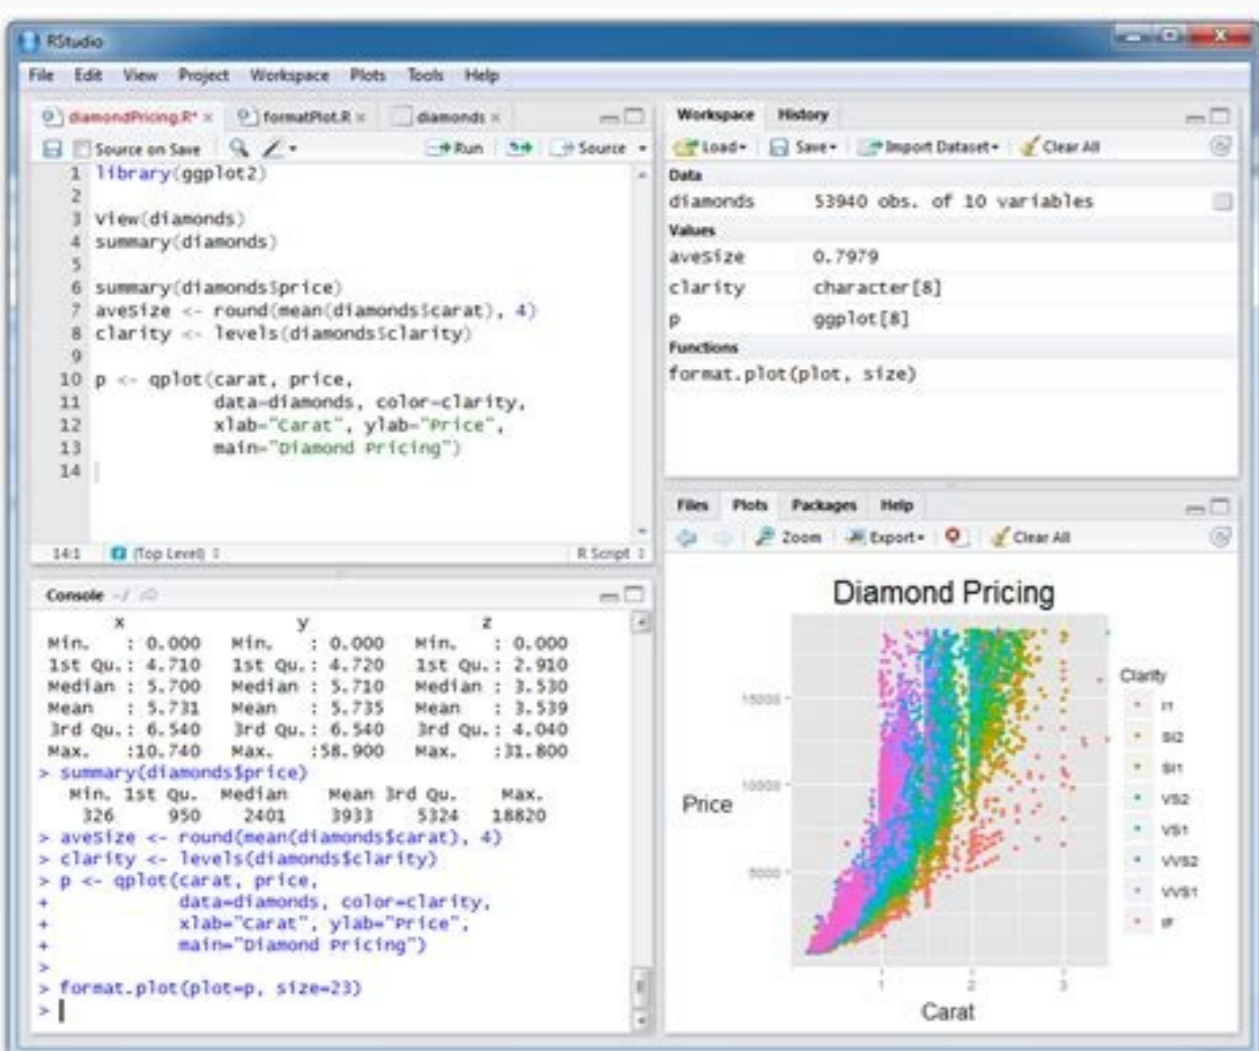 RStudio
File Edit View Project Workspace Plots Tools Help
diamondPricing.R* × formatPlot.R × diamonds ×
Source on Save Run Source
1 library(ggplot2)
2
3 View(diamonds)
4 summary(diamonds)
5
6 summary(diamonds$price)
7 aveSize <- round(mean(diamonds$carat), 4)
8 clarity <- levels(diamonds$clarity)
9
10 p <- qplot(carat, price,
11 data=diamonds, color=clarity,
12 xlab="Carat", ylab="Price",
13 main="Diamond Pricing")
14
14:1 (Top Level) R Script
Console ~/
x y z
Min. : 0.000 Min. : 0.000 Min. : 0.000
1st Qu.: 4.710 1st Qu.: 4.720 1st Qu.: 2.910
Median : 5.700 Median : 5.710 Median : 3.530
Mean : 5.731 Mean : 5.735 Mean : 3.539
3rd Qu.: 6.540 3rd Qu.: 6.540 3rd Qu.: 4.040
Max. :10.740 Max. :58.900 Max. :31.800
> summary(diamonds$price)
Min. 1st Qu. Median Mean 3rd Qu. Max.
326 950 2401 3933 5324 18820
> aveSize <- round(mean(diamonds$carat), 4)
> clarity <- levels(diamonds$clarity)
> p <- qplot(carat, price,
+ data=diamonds, color=clarity,
+ xlab="Carat", ylab="Price",
+ main="Diamond Pricing")
>
> format.plot(plot=p, size=23)
>
Workspace History
Load Save Import Dataset Clear All
Data
diamonds 53940 obs. of 10 variables
Values
aveSize 0.7979
clarity character[8]
p ggplot[8]
Functions
format.plot(plot, size)
Files Plots Packages Help
Zoom Export Clear All
Diamond Pricing
Price
15000
10000
5000
1 2 3
Carat
Clarity
I1
SI2
SI1
VS2
VS1
VVS2
VVS1
IF